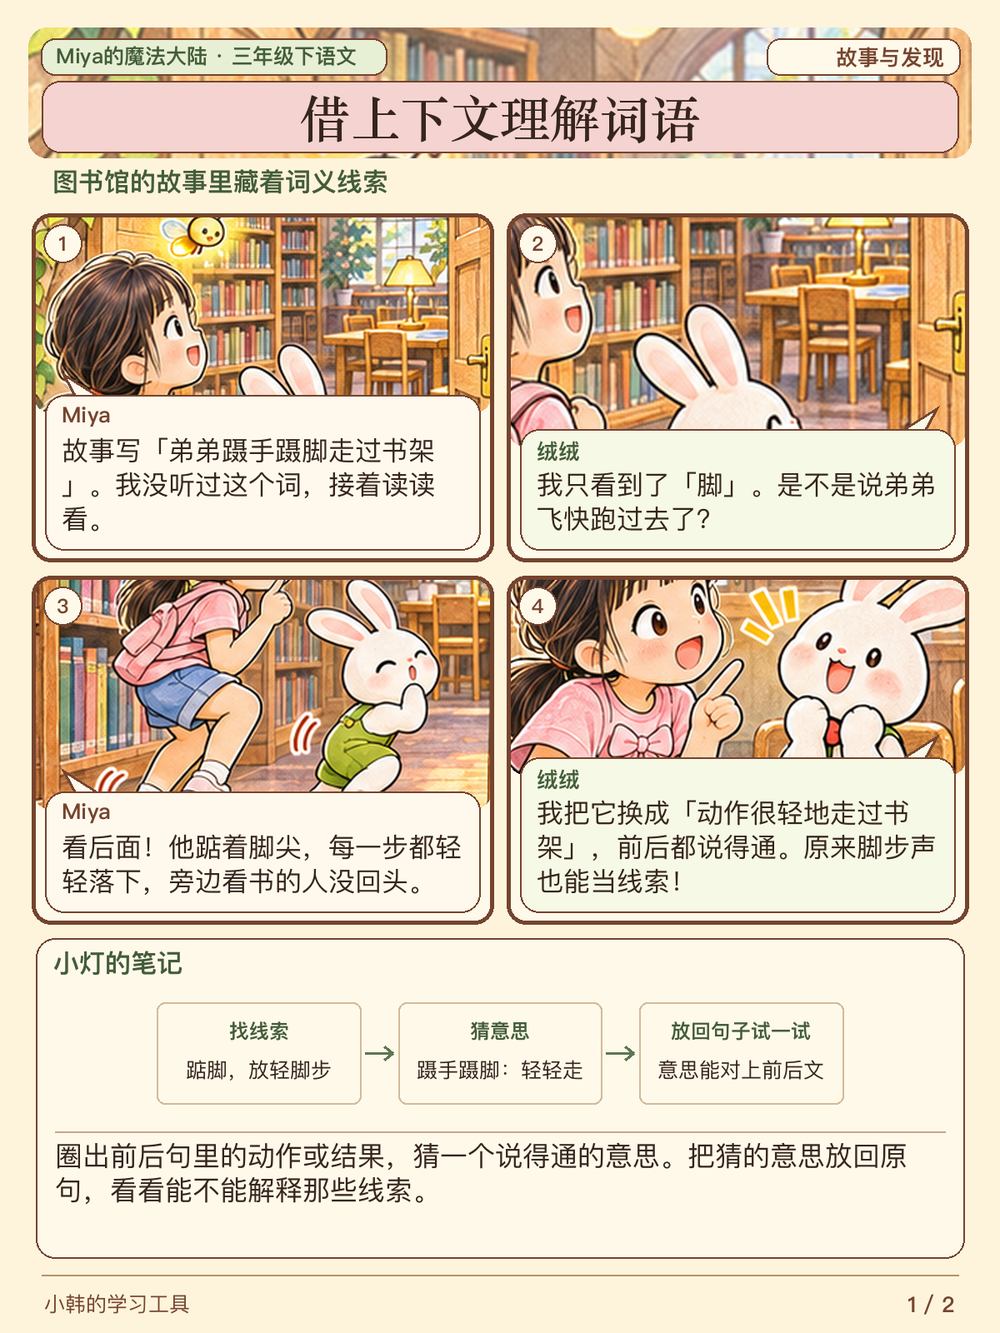 Miya的魔法大陆 · 三年级下语文
故事与发现
借上下文理解词语
图书馆的故事里藏着词义线索
1
Miya
故事写「弟弟蹑手蹑脚走过书架
」。我没听过这个词，接着读读
看。
2
绒绒
我只看到了「脚」。是不是说弟弟
飞快跑过去了？
3
Miya
看后面！他踮着脚尖，每一步都轻
轻落下，旁边看书的人没回头。
4
绒绒
我把它换成「动作很轻地走过书
架」，前后都说得通。原来脚步声
也能当线索！
小灯的笔记
找线索
踮脚，放轻脚步
→
猜意思
蹑手蹑脚：轻轻走
→
放回句子试一试
意思能对上前后文
圈出前后句里的动作或结果，猜一个说得通的意思。把猜的意思放回原
句，看看能不能解释那些线索。
小韩的学习工具
1 / 2